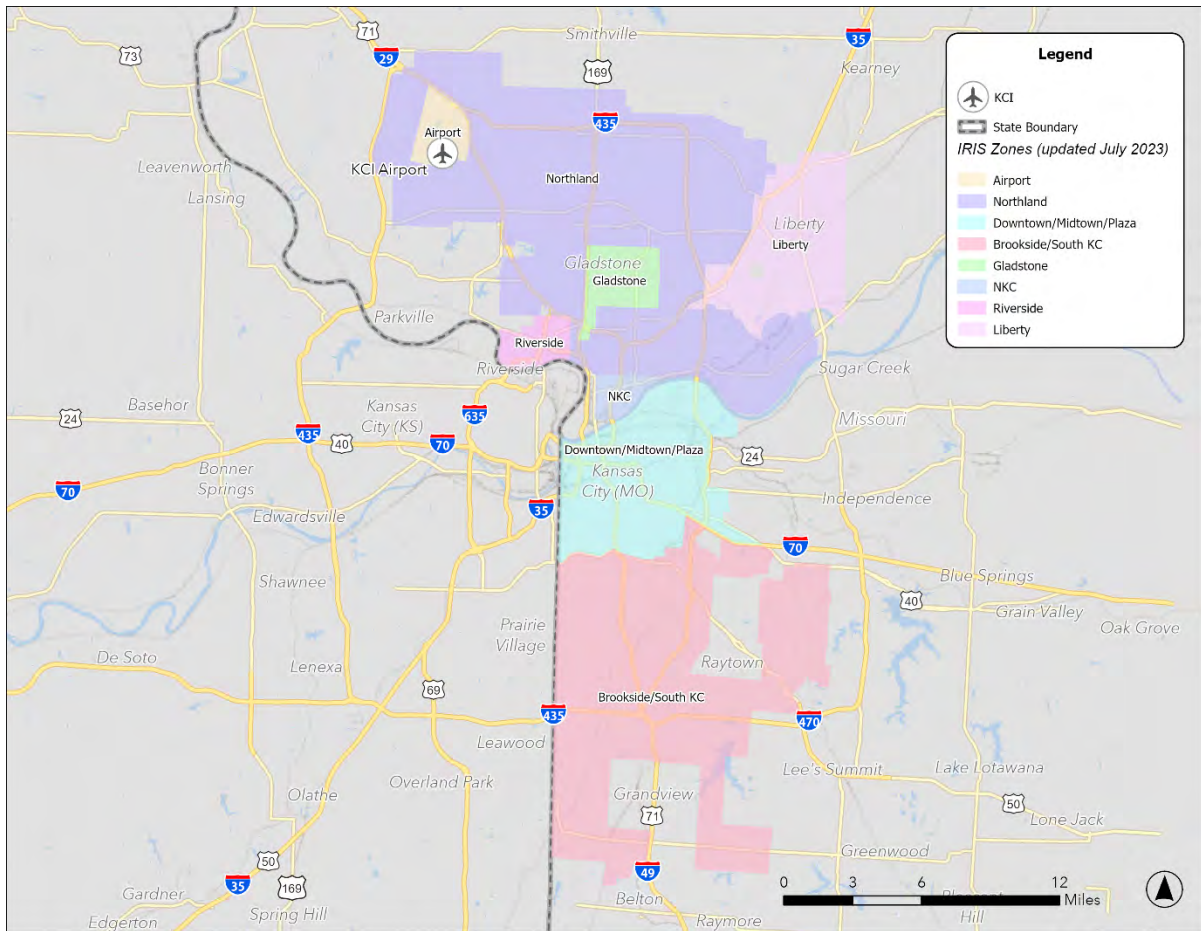 71
Smithville
35
73
29
169
Kearney
Legend
KCI
State Boundary
IRIS Zones (updated July 2023)
Airport
Northland
Downtown/Midtown/Plaza
Brookside/South KC
Gladstone
NKC
Riverside
Liberty
435
Airport
KCI Airport
Leavenworth
Northland
Lansing
Liberty
Liberty
Gladstone
Gladstone
Parkville
Riverside
Riverside
Sugar Creek
NKC
Basehor
24
Kansas
City (KS)
635
Missouri
435
40
70
Downtown/Midtown/Plaza
24
Bonner
Springs
Kansas
City (MO)
70
Independence
Edwardsville
35
70
Shawnee
Blue Springs
40
Grain Valley
Oak Grove
Prairie
Village
De Soto
Lenexa
Raytown
69
Brookside/South KC
435
470
Leawood
Overland Park
Lee's Summit
Lake Lotawana
Olathe
Grandview
50
71
Lone Jack
Greenwood
50
35
169
49
0
3
6
12
Miles
Gardner
Belton
Edgerton
Spring Hill
Raymore
Hill